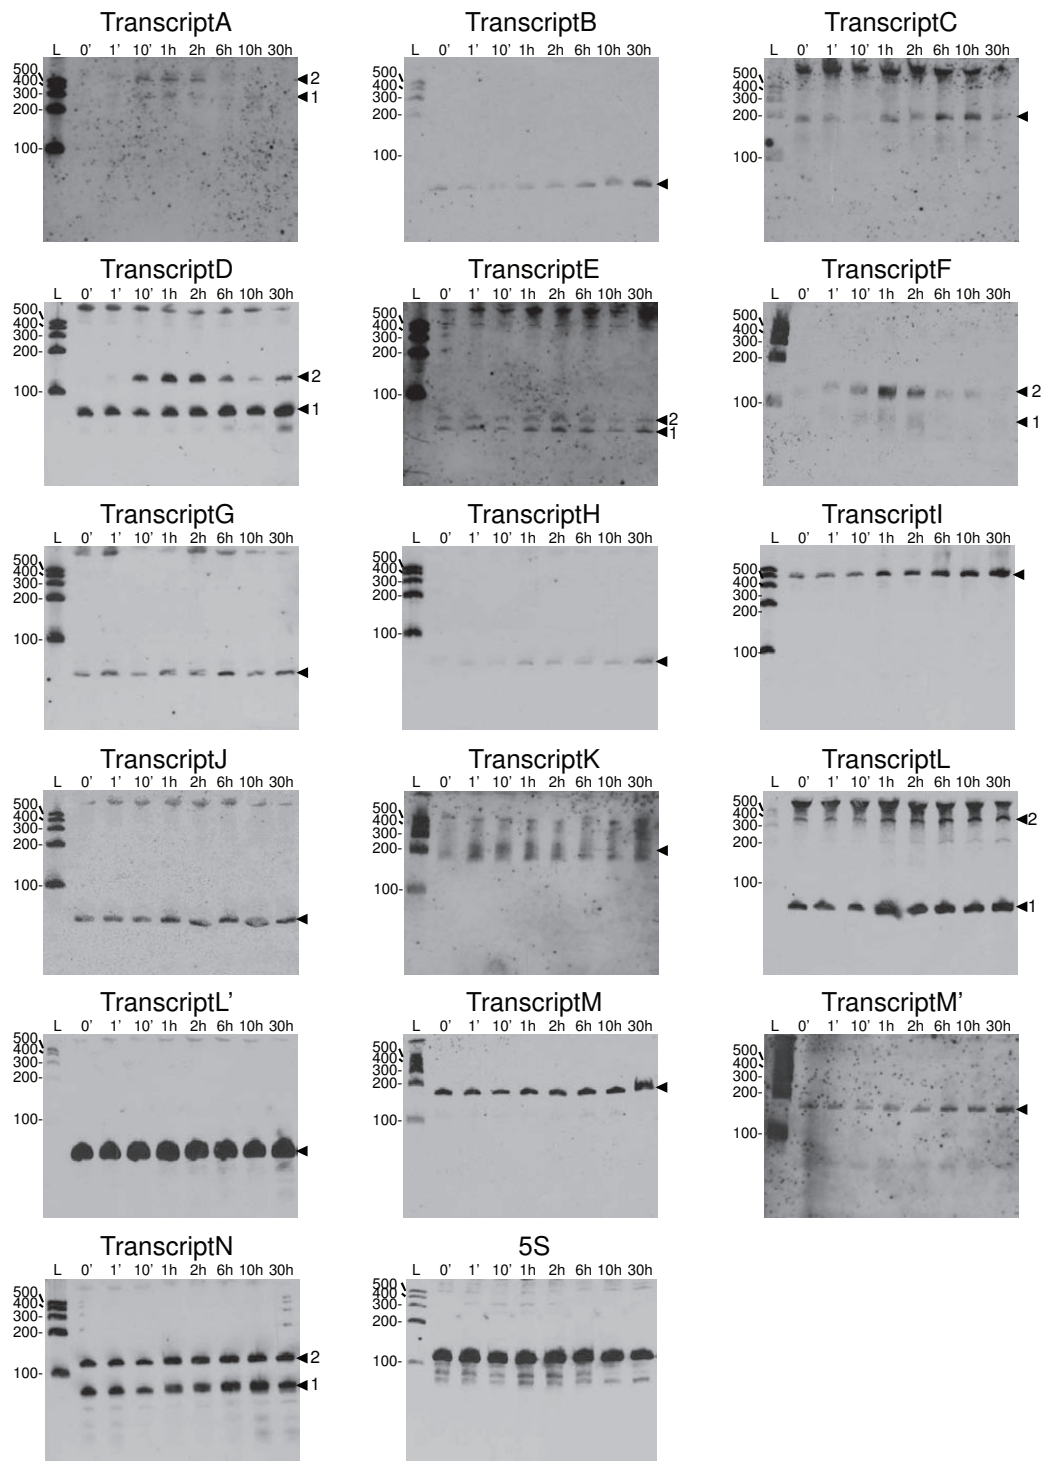 TranscriptA
L 0' 1' 10' 1h 2h 6h 10h 30h
500
400
300-
200-
100-
2
1
TranscriptB
L 0' 1' 10' 1h 2h 6h 10h 30h
500
400
300-
200-
100-
TranscriptC
L 0' 1' 10' 1h 2h 6h 10h 30h
500
400
300-
200-
100-
TranscriptD
L 0' 1' 10' 1h 2h 6h 10h 30h
500
400
300-
200-
100-
2
1
TranscriptE
L 0' 1' 10' 1h 2h 6h 10h 30h
500
400
300-
200-
100-
2
1
TranscriptF
L 0' 1' 10' 1h 2h 6h 10h 30h
500
400
300-
200-
100-
2
1
TranscriptG
L 0' 1' 10' 1h 2h 6h 10h 30h
500
400
300-
200-
100-
TranscriptH
L 0' 1' 10' 1h 2h 6h 10h 30h
500
400
300-
200-
100-
TranscriptI
L 0' 1' 10' 1h 2h 6h 10h 30h
500
400
300-
200-
100-
TranscriptJ
L 0' 1' 10' 1h 2h 6h 10h 30h
500
400
300-
200-
100-
TranscriptK
L 0' 1' 10' 1h 2h 6h 10h 30h
500
400
300-
200-
100-
TranscriptL
L 0' 1' 10' 1h 2h 6h 10h 30h
500
400
300-
200-
100-
2
1
TranscriptL'
L 0' 1' 10' 1h 2h 6h 10h 30h
500
400
300-
200-
100-
TranscriptM
L 0' 1' 10' 1h 2h 6h 10h 30h
500
400
300-
200-
100-
TranscriptM'
L 0' 1' 10' 1h 2h 6h 10h 30h
500
400
300-
200-
100-
TranscriptN
L 0' 1' 10' 1h 2h 6h 10h 30h
500
400
300-
200-
100-
2
1
5S
L 0' 1' 10' 1h 2h 6h 10h 30h
500
400
300-
200-
100-